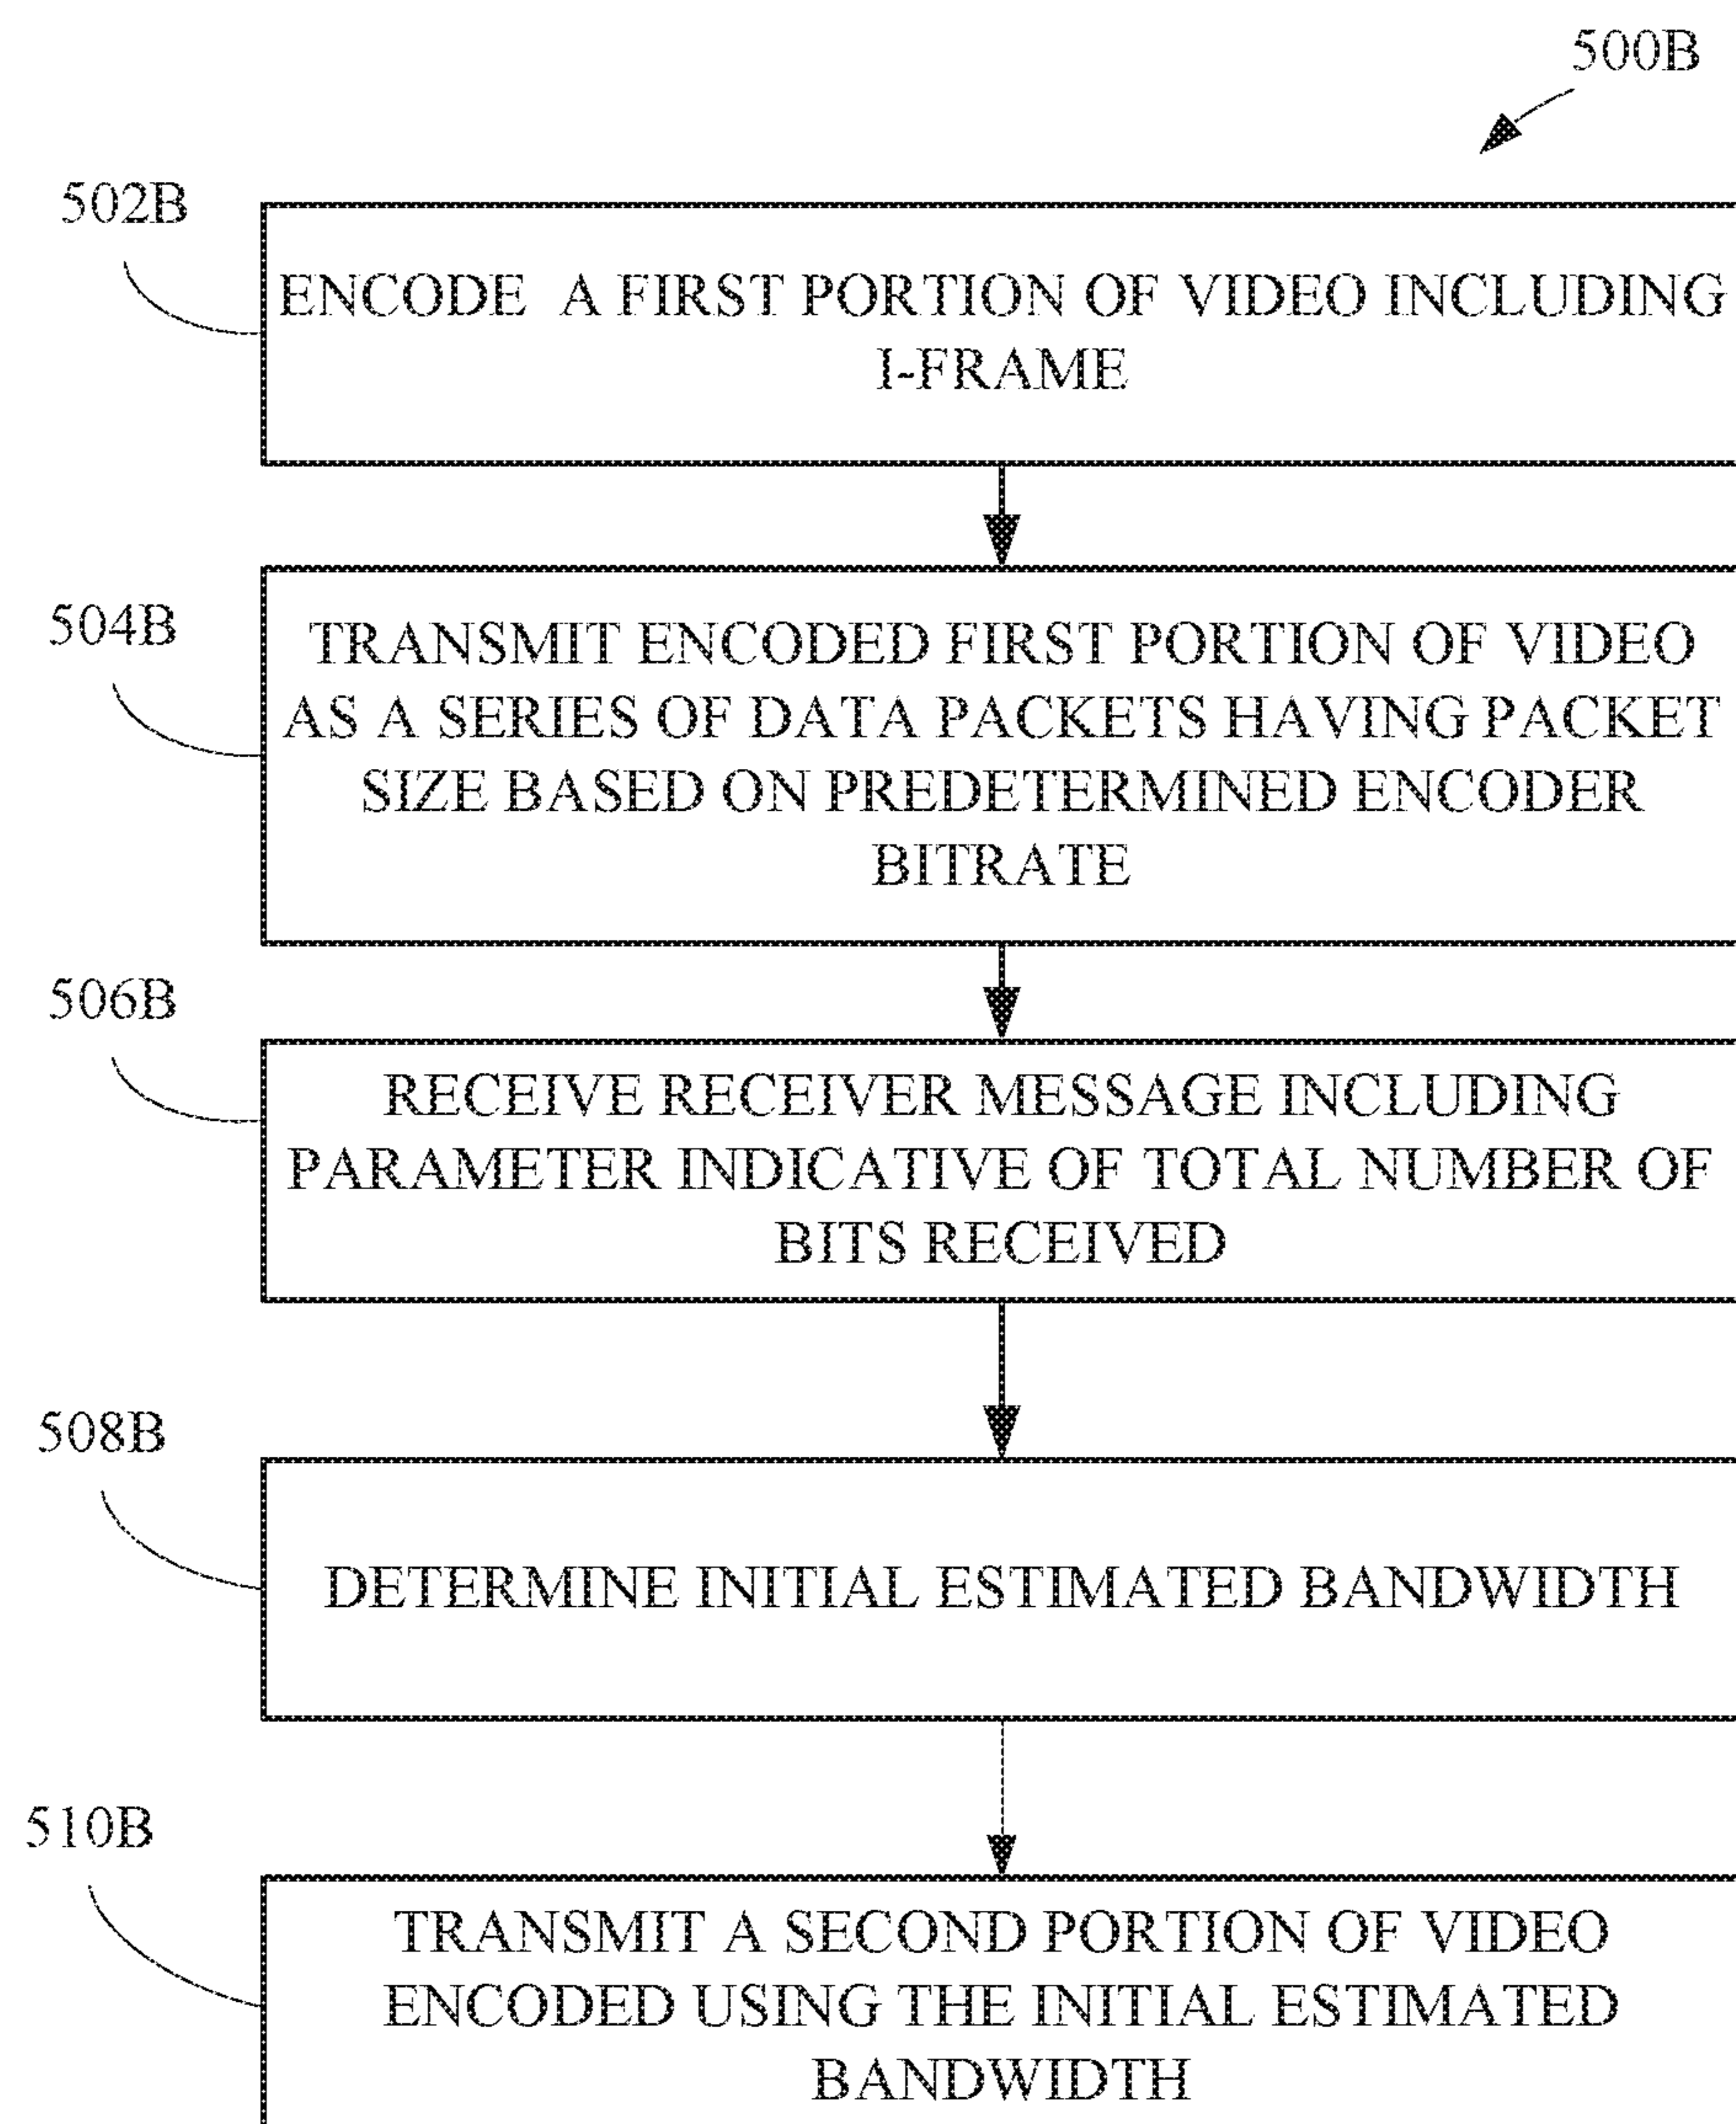 500B
502B
ENCODE A FIRST PORTION OF VIDEO INCLUDING
I-FRAME
504B
TRANSMIT ENCODED FIRST PORTION OF VIDEO
AS A SERIES OF DATA PACKETS HAVING PACKET
SIZE BASED ON PREDETERMINED ENCODER
BITRATE
506B
RECEIVE RECEIVER MESSAGE INCLUDING
PARAMETER INDICATIVE OF TOTAL NUMBER OF
BITS RECEIVED
508B
DETERMINE INITIAL ESTIMATED BANDWIDTH
510B
TRANSMIT A SECOND PORTION OF VIDEO
ENCODED USING THE INITIAL ESTIMATED
BANDWIDTH